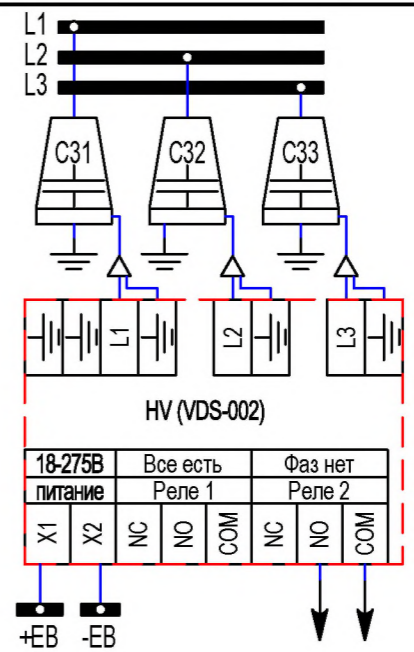 L1
L2
L3
C31 C32 C33
L1 L2 L3
HV (VDS-002)
18-275В Все есть Фаз нет
питание Реле 1 Реле 2
X1 X2 NC NO COM NC NO COM
+EB -EB